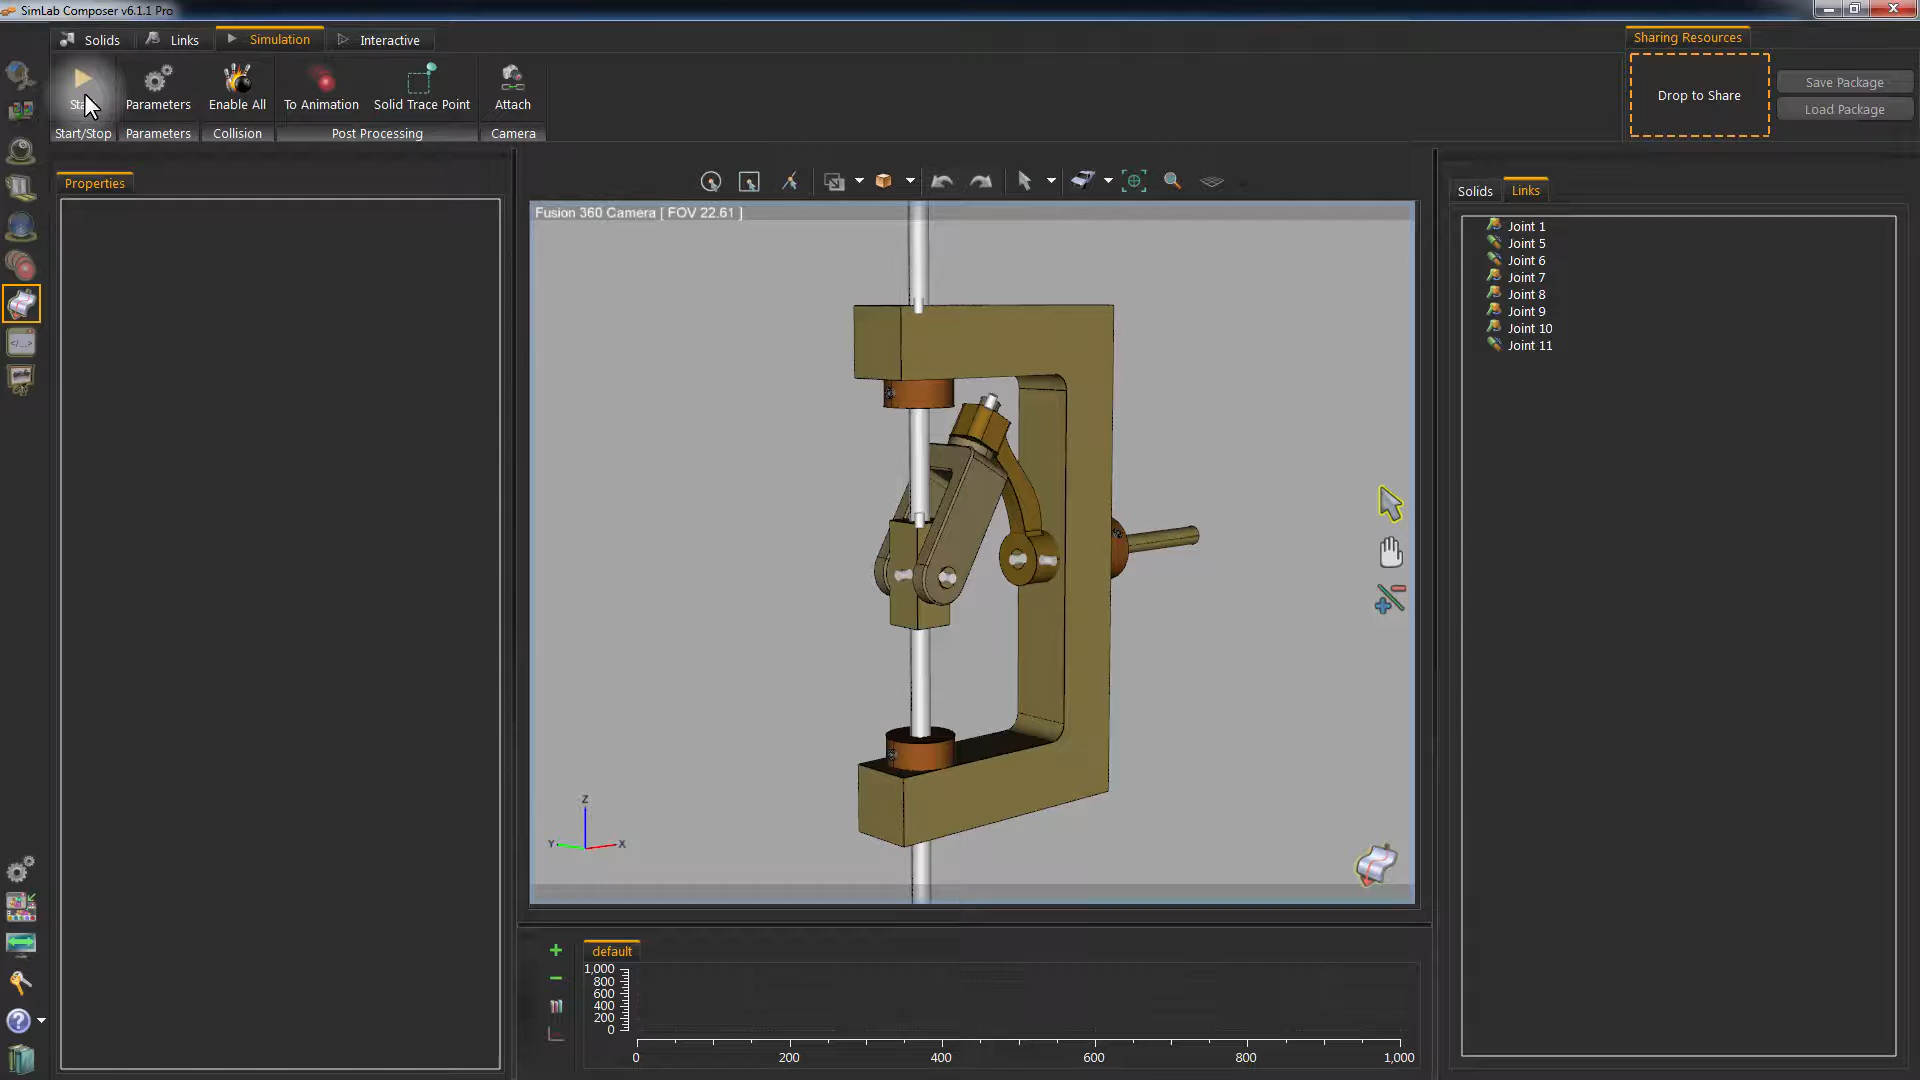 SimLab Composer v6.1.1 Pro
Solids
Links
Simulation
Interactive
Sharing Resources
Parameters
Enable All
To Animation
Solid Trace Point
Attach
Start/Stop
Parameters
Collision
Post Processing
Camera
Drop to Share
Save Package
Load Package
Properties
Solids
Links
Fusion 360 Camera [ FOV 22.61 ]
Joint 1
Joint 5
Joint 6
Joint 7
Joint 8
Joint 9
Joint 10
Joint 11
Z
Y
X
default
1,000
800
600
400
200
0
0
200
400
600
800
1,000